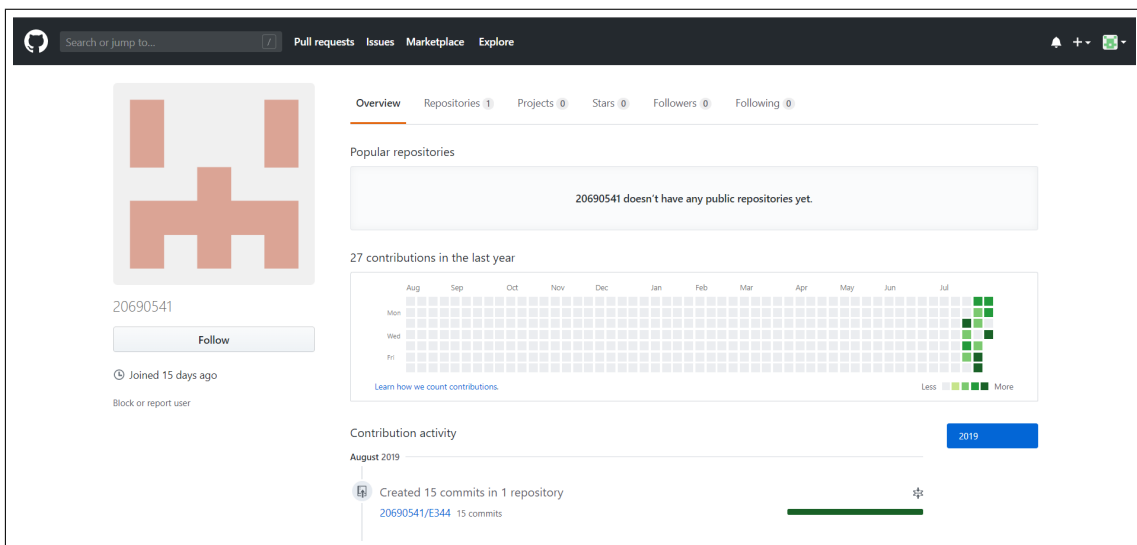 Search or jump to... / Pull requests Issues Marketplace Explore
Overview Repositories 1 Projects 0 Stars 0 Followers 0 Following 0
Popular repositories
20690541 doesn't have any public repositories yet.
27 contributions in the last year
Aug Sep Oct Nov Dec Jan Feb Mar Apr May Jun Jul
Mon
Wed
Fri
Learn how we count contributions. Less More
20690541
Follow
Joined 15 days ago
Block or report user
Contribution activity 2019
August 2019
Created 15 commits in 1 repository
20690541/E344 15 commits